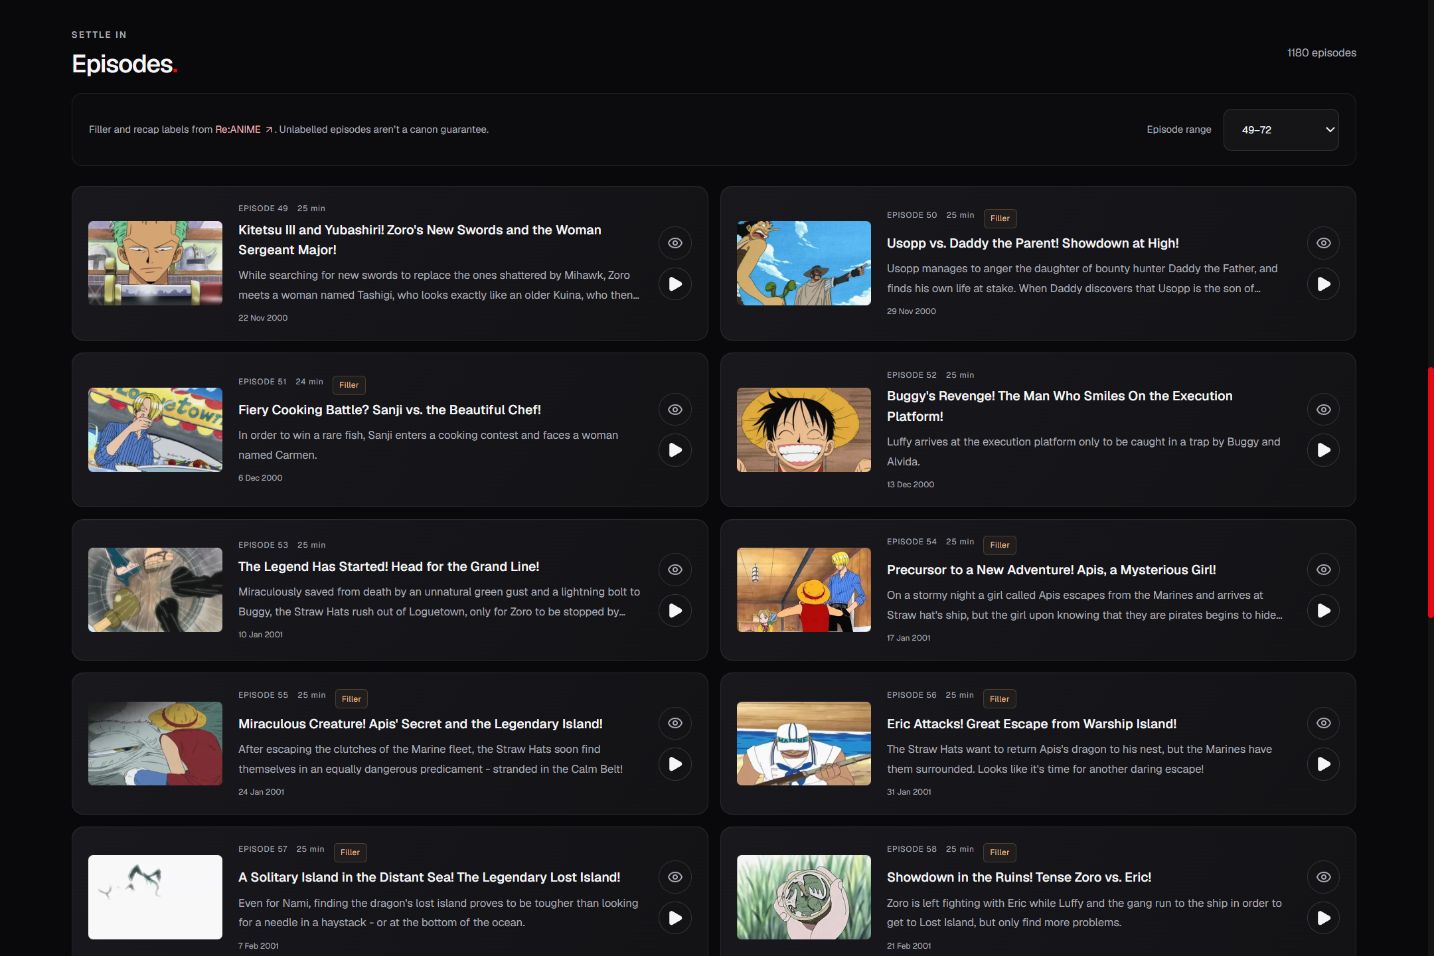 SETTLE IN
Episodes.
1180 episodes
Filler and recap labels from Re:ANIME ↗ . Unlabelled episodes aren't a canon guarantee.
Episode range
49–72
EPISODE 49 25 min
Kitetsu III and Yubashiri! Zoro's New Swords and the Woman
Sergeant Major!
While searching for new swords to replace the ones shattered by Mihawk, Zoro
meets a woman named Tashigi, who looks exactly like an older Kuina, who then...
22 Nov 2000
EPISODE 50 25 min Filler
Usopp vs. Daddy the Parent! Showdown at High!
Usopp manages to anger the daughter of bounty hunter Daddy the Father, and
finds his own life at stake. When Daddy discovers that Usopp is the son of...
29 Nov 2000
EPISODE 51 24 min Filler
Fiery Cooking Battle? Sanji vs. the Beautiful Chef!
In order to win a rare fish, Sanji enters a cooking contest and faces a woman
named Carmen.
6 Dec 2000
EPISODE 52 25 min
Buggy's Revenge! The Man Who Smiles On the Execution
Platform!
Luffy arrives at the execution platform only to be caught in a trap by Buggy and
Alvida.
13 Dec 2000
EPISODE 53 25 min
The Legend Has Started! Head for the Grand Line!
Miraculously saved from death by an unnatural green gust and a lightning bolt to
Buggy, the Straw Hats rush out of Loguetown, only for Zoro to be stopped by...
10 Jan 2001
EPISODE 54 25 min Filler
Precursor to a New Adventure! Apis, a Mysterious Girl!
On a stormy night a girl called Apis escapes from the Marines and arrives at
Straw hat's ship, but the girl upon knowing that they are pirates begins to hide...
17 Jan 2001
EPISODE 55 25 min Filler
Miraculous Creature! Apis' Secret and the Legendary Island!
After escaping the clutches of the Marine fleet, the Straw Hats soon find
themselves in an equally dangerous predicament - stranded in the Calm Belt!
24 Jan 2001
EPISODE 56 25 min Filler
Eric Attacks! Great Escape from Warship Island!
The Straw Hats want to return Apis's dragon to his nest, but the Marines have
them surrounded. Looks like it's time for another daring escape!
31 Jan 2001
MARINE
EPISODE 57 25 min Filler
A Solitary Island in the Distant Sea! The Legendary Lost Island!
Even for Nami, finding the dragon's lost island proves to be tougher than looking
for a needle in a haystack - or at the bottom of the ocean.
7 Feb 2001
EPISODE 58 25 min Filler
Showdown in the Ruins! Tense Zoro vs. Eric!
Zoro is left fighting with Eric while Luffy and the gang run to the ship in order to
get to Lost Island, but only find more problems.
21 Feb 2001